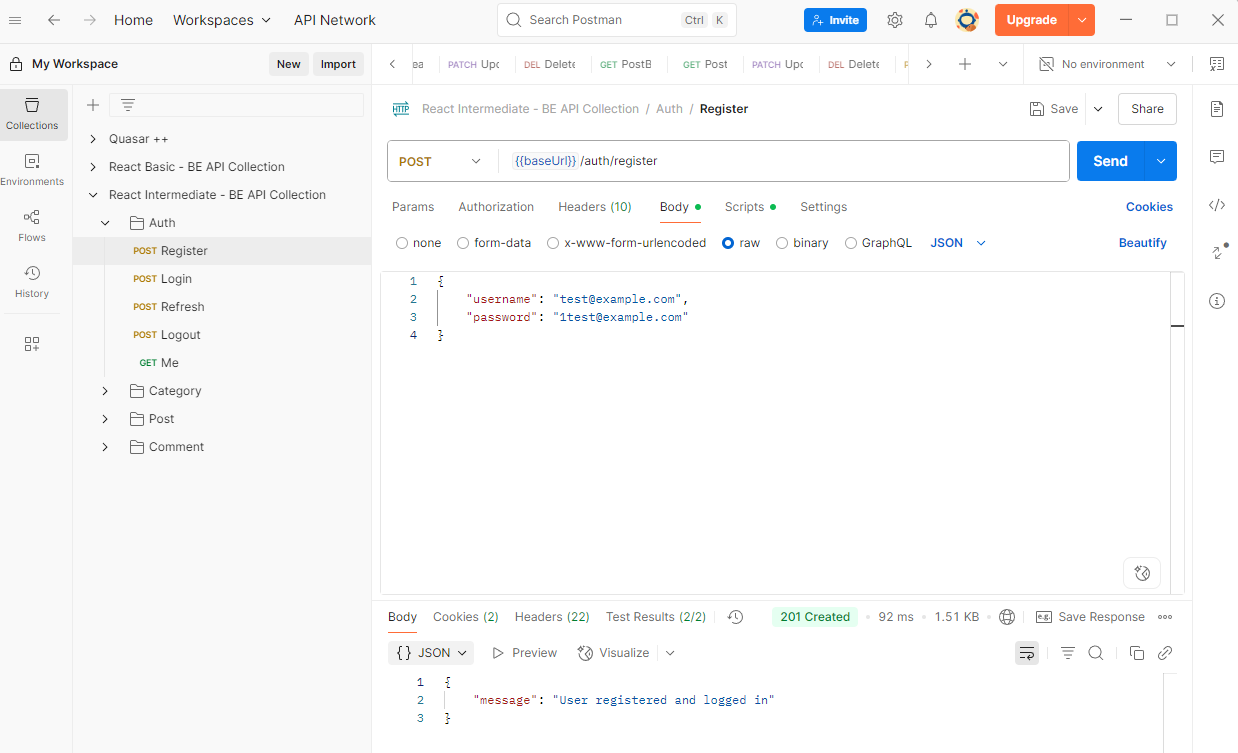 Home Workspaces API Network Search Postman Ctrl K Invite Upgrade
My Workspace New Import PATCH Upc DEL Delete GET PostB GET Post PATCH Upc DEL Delete No environment
Collections
Environments
Flows
History
Quasar ++
React Basic - BE API Collection
React Intermediate - BE API Collection
Auth
POST Register
POST Login
POST Refresh
POST Logout
GET Me
Category
Post
Comment
HTTP React Intermediate - BE API Collection / Auth / Register Save Share
POST {{baseUrl}} /auth/register Send
Params Authorization Headers (10) Body Scripts Settings Cookies
none form-data x-www-form-urlencoded raw binary GraphQL JSON Beautify
1 {
2 "username": "test@example.com",
3 "password": "1test@example.com"
4 }
Body Cookies (2) Headers (22) Test Results (2/2) 201 Created 92 ms 1.51 KB e.g. Save Response
{} JSON Preview Visualize
1 {
2 "message": "User registered and logged in"
3 }